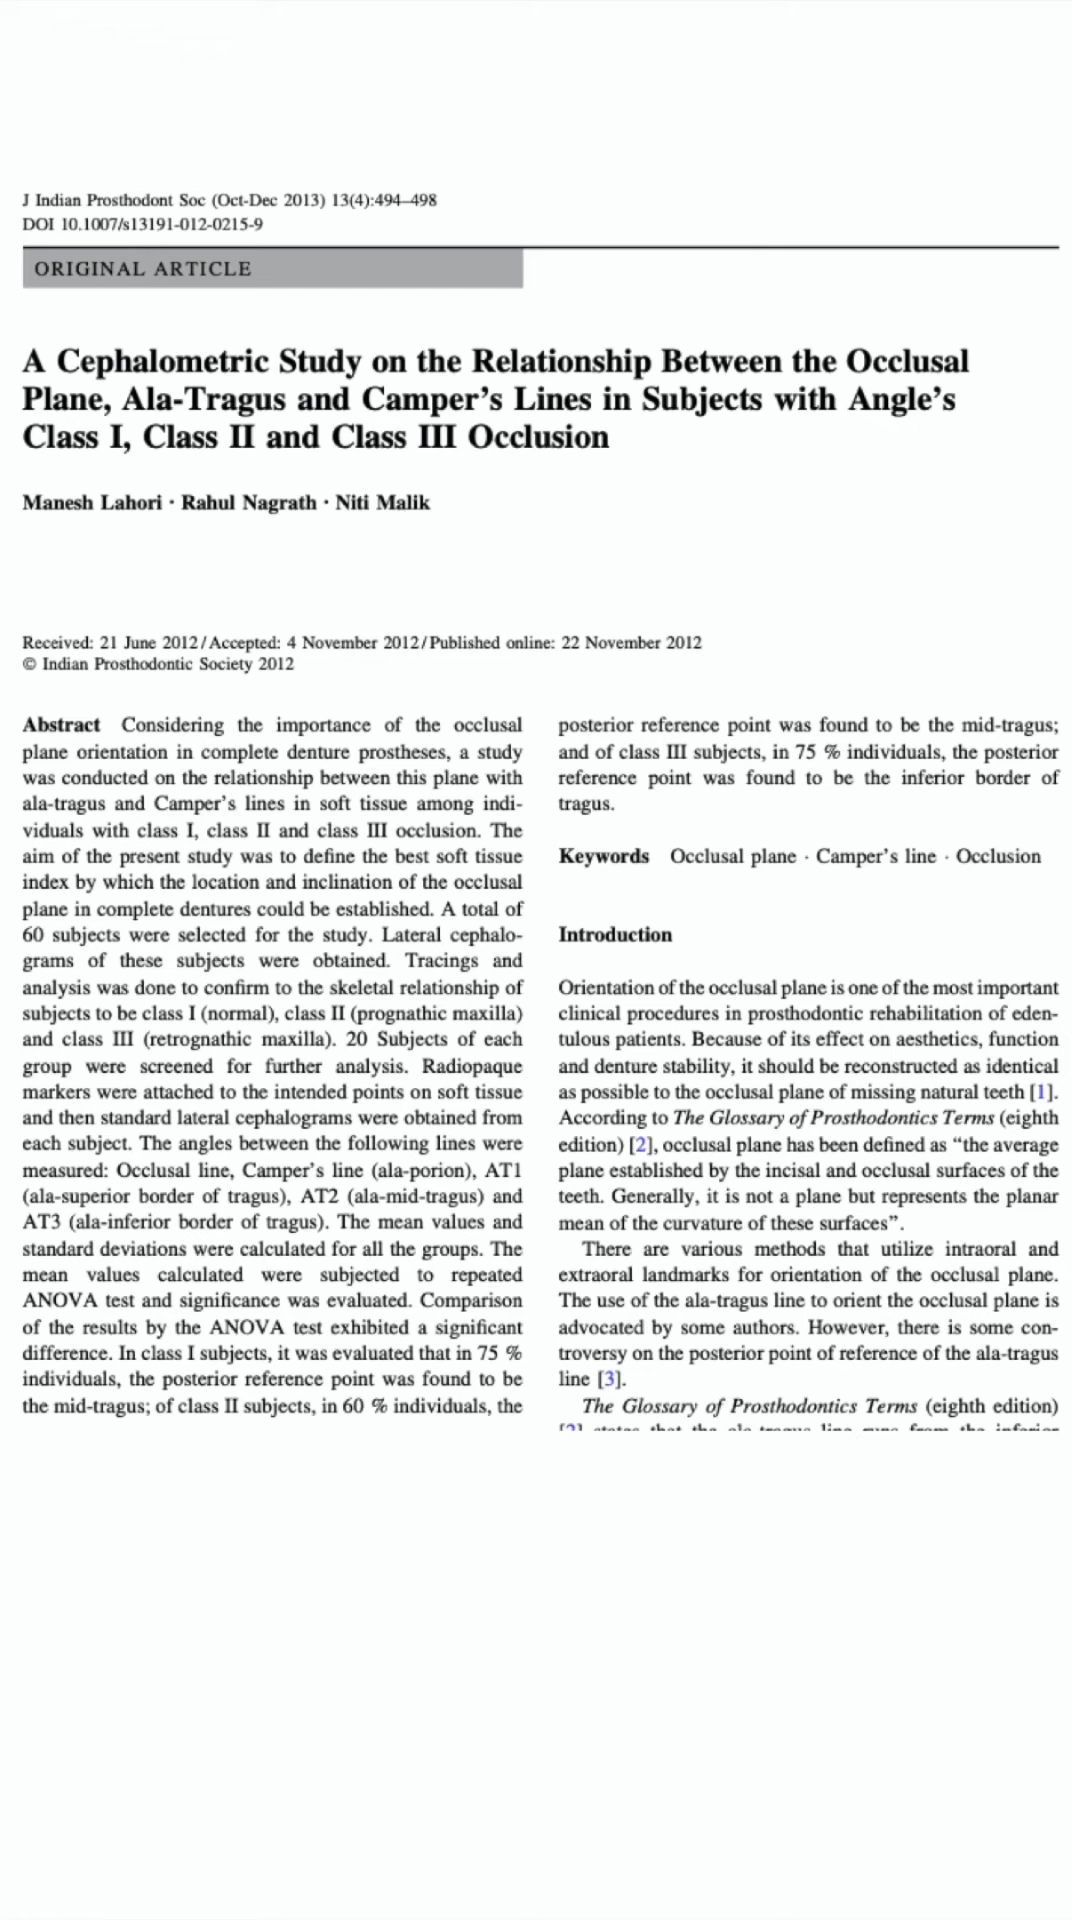 J Indian Prosthodont Soc (Oct-Dec 2013) 13(4):494–498
DOI 10.1007/s13191-012-0215-9
ORIGINAL ARTICLE
A Cephalometric Study on the Relationship Between the Occlusal
Plane, Ala-Tragus and Camper's Lines in Subjects with Angle's
Class I, Class II and Class III Occlusion
Manesh Lahori · Rahul Nagrath · Niti Malik
Received: 21 June 2012 / Accepted: 4 November 2012 / Published online: 22 November 2012
© Indian Prosthodontic Society 2012
Abstract Considering the importance of the occlusal
plane orientation in complete denture prostheses, a study
was conducted on the relationship between this plane with
ala-tragus and Camper's lines in soft tissue among indi-
viduals with class I, class II and class III occlusion. The
aim of the present study was to define the best soft tissue
index by which the location and inclination of the occlusal
plane in complete dentures could be established. A total of
60 subjects were selected for the study. Lateral cephalo-
grams of these subjects were obtained. Tracings and
analysis was done to confirm to the skeletal relationship of
subjects to be class I (normal), class II (prognathic maxilla)
and class III (retrognathic maxilla). 20 Subjects of each
group were screened for further analysis. Radiopaque
markers were attached to the intended points on soft tissue
and then standard lateral cephalograms were obtained from
each subject. The angles between the following lines were
measured: Occlusal line, Camper's line (ala-porion), AT1
(ala-superior border of tragus), AT2 (ala-mid-tragus) and
AT3 (ala-inferior border of tragus). The mean values and
standard deviations were calculated for all the groups. The
mean values calculated were subjected to repeated
ANOVA test and significance was evaluated. Comparison
of the results by the ANOVA test exhibited a significant
difference. In class I subjects, it was evaluated that in 75 %
individuals, the posterior reference point was found to be
the mid-tragus; of class II subjects, in 60 % individuals, the
posterior reference point was found to be the mid-tragus;
and of class III subjects, in 75 % individuals, the posterior
reference point was found to be the inferior border of
tragus.
Keywords Occlusal plane · Camper's line · Occlusion
Introduction
Orientation of the occlusal plane is one of the most important
clinical procedures in prosthodontic rehabilitation of eden-
tulous patients. Because of its effect on aesthetics, function
and denture stability, it should be reconstructed as identical
as possible to the occlusal plane of missing natural teeth [1].
According to The Glossary of Prosthodontics Terms (eighth
edition) [2], occlusal plane has been defined as "the average
plane established by the incisal and occlusal surfaces of the
teeth. Generally, it is not a plane but represents the planar
mean of the curvature of these surfaces".
There are various methods that utilize intraoral and
extraoral landmarks for orientation of the occlusal plane.
The use of the ala-tragus line to orient the occlusal plane is
advocated by some authors. However, there is some con-
troversy on the posterior point of reference of the ala-tragus
line [3].
The Glossary of Prosthodontics Terms (eighth edition)
[2] states that the ala-tragus line runs from the inferior